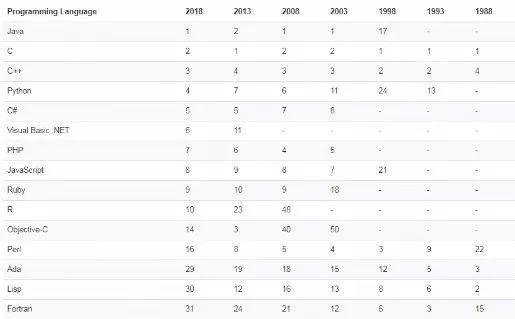 Programming Language 2018 2013 2008 2003 1998 1993 1988
Java 1 2 1 1 17 - -
C 2 1 2 2 1 1 1
C++ 3 4 3 3 2 2 4
Python 4 7 6 11 24 13 -
C# 5 5 7 8 - - -
Visual Basic .NET 6 11 - - - - -
PHP 7 6 4 5 - - -
JavaScript 8 9 8 7 21 - -
Ruby 9 10 9 18 - - -
R 10 23 48 - - - -
Objective-C 14 3 40 50 - - -
Perl 16 8 5 4 3 9 22
Ada 29 19 18 15 12 5 3
Lisp 30 12 16 13 8 6 2
Fortran 31 24 21 12 6 3 15